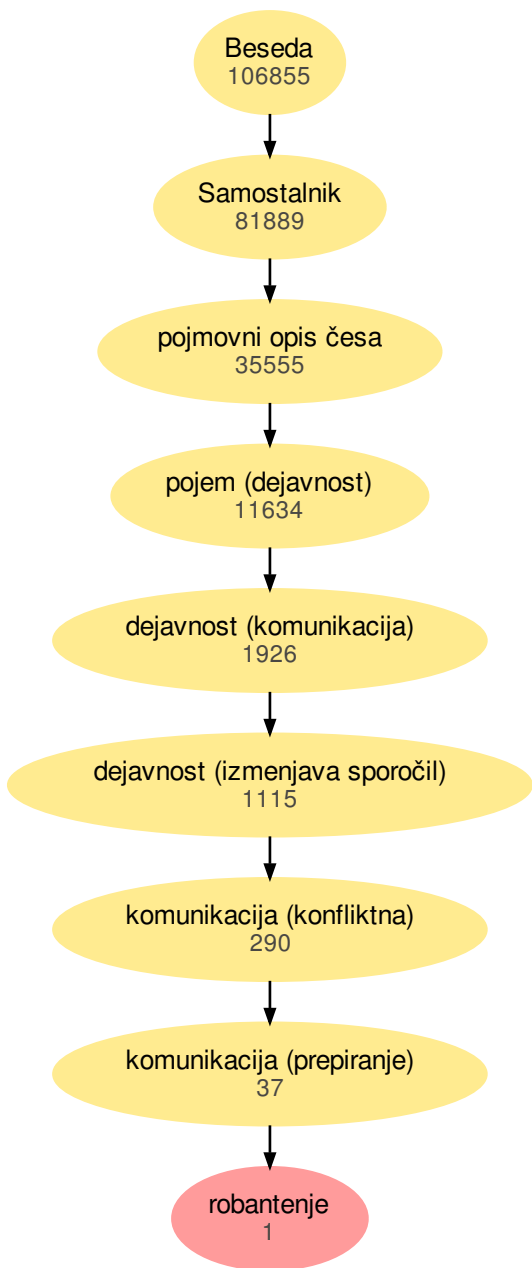 Beseda
106855
Samostalnik
81889
pojmovni opis česa
35555
pojem (dejavnost)
11634
dejavnost (komunikacija)
1926
dejavnost (izmenjava sporočil)
1115
komunikacija (konfliktna)
290
komunikacija (prepiranje)
37
robantenje
1